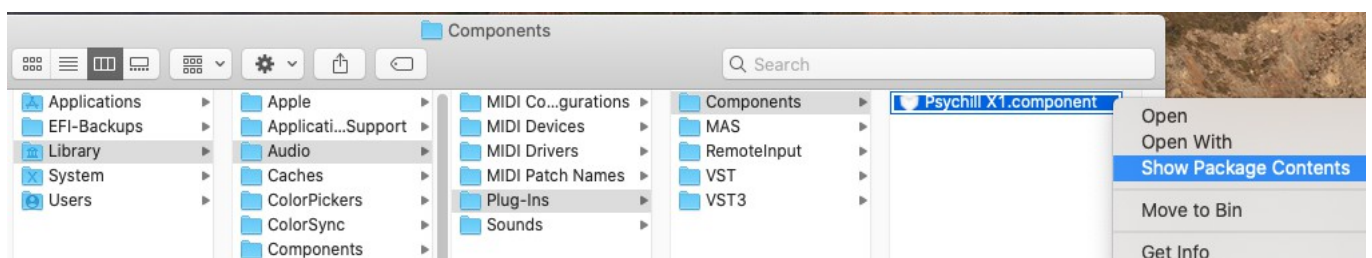 Components
Search
Applications
EFI-Backups
Library
System
Users
Apple
Applicati...Support
Audio
Caches
ColorPickers
ColorSync
Components
MIDI Co...gurations
MIDI Devices
MIDI Drivers
MIDI Patch Names
Plug-Ins
Sounds
Components
MAS
RemoteInput
VST
VST3
Psychill X1.component
Open
Open With
Show Package Contents
Move to Bin
Get Info